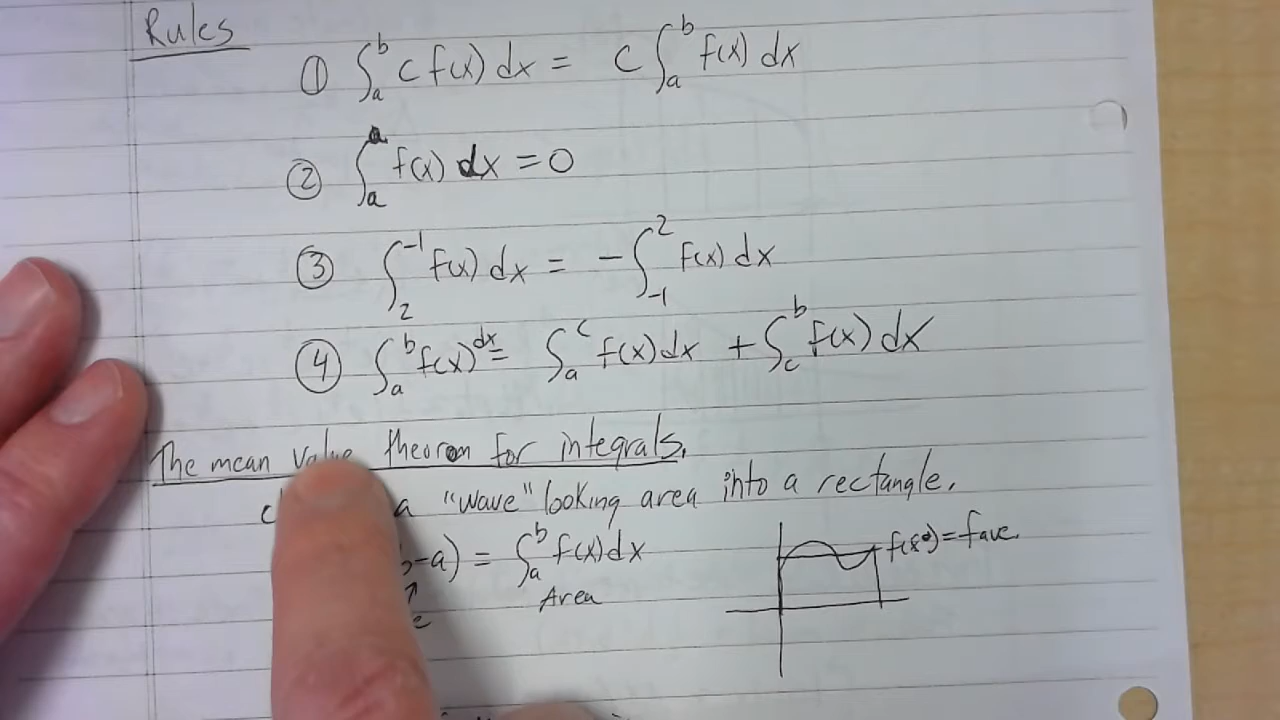 Rules
① ∫_a^b c f(x) dx = c ∫_a^b f(x) dx
② ∫_a^a f(x) dx = 0
③ ∫_2^-1 f(x) dx = -∫_-1^2 f(x) dx
④ ∫_a^b f(x) dx = ∫_a^c f(x) dx + ∫_c^b f(x) dx
The mean value theorem for integrals.
a "wave" looking area into a rectangle.
-a) = ∫_a^b f(x) dx
Area
= fave